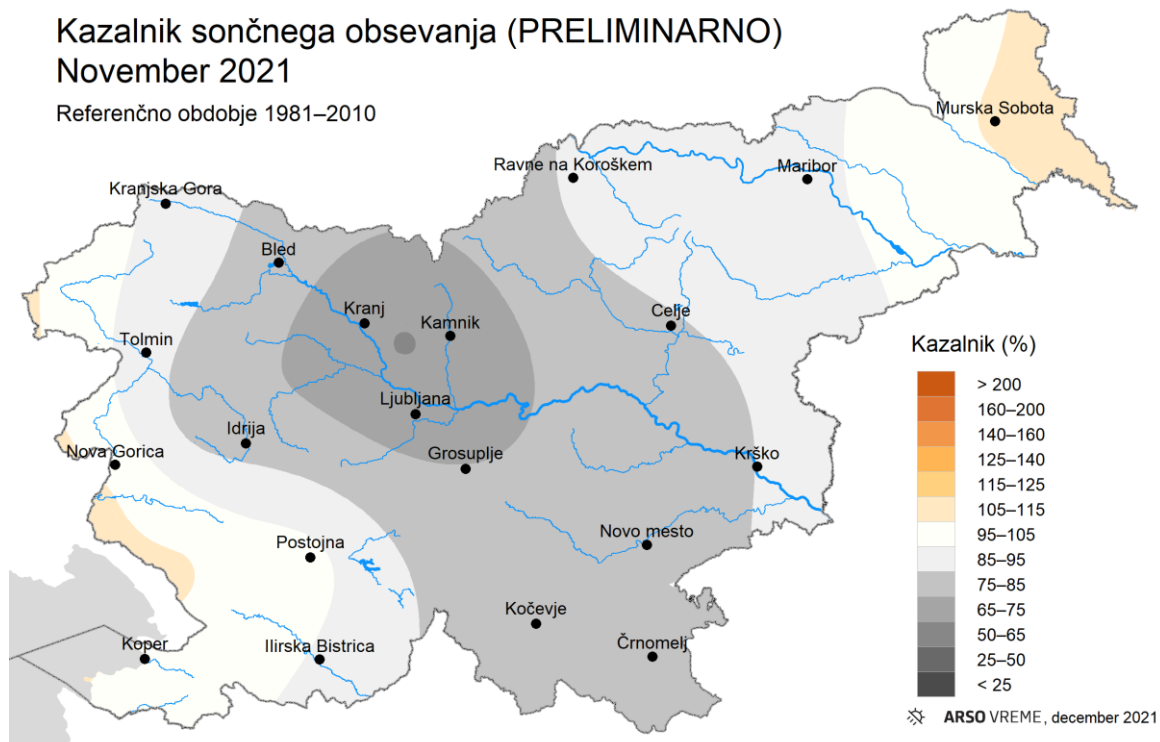 Kazalnik sončnega obsevanja (PRELIMINARNO)
November 2021
Referenčno obdobje 1981–2010
Murska Sobota
Ravne na Koroškem
Maribor
Kranjska Gora
Bled
Kranj
Kamnik
Celje
Tolmin
Ljubljana
Idrija
Nova Gorica
Grosuplje
Krško
Novo mesto
Postojna
Kočevje
Koper
Ilirska Bistrica
Črnomelj
Kazalnik (%)
> 200
160–200
140–160
125–140
115–125
105–115
95–105
85–95
75–85
65–75
50–65
25–50
< 25
ARSO VREME, december 2021